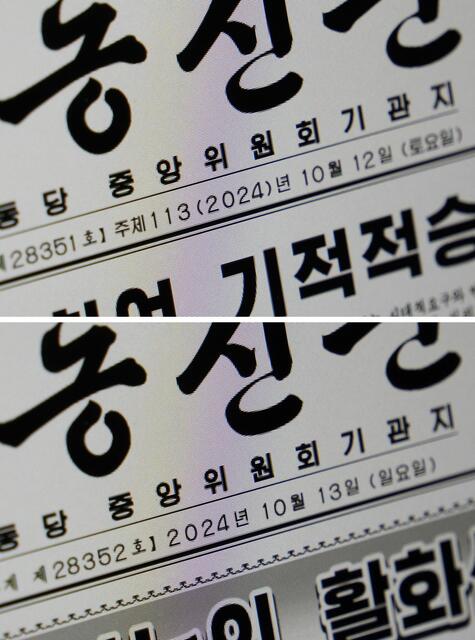 동신문
동당 중앙위원회기관지
28351호】 주체113(2024)년 10월 12일 (토요일)
기적적승
동신문
동당 중앙위원회기관지
제 28352호】 2024년 10월 13일 (일요일)
의 활화